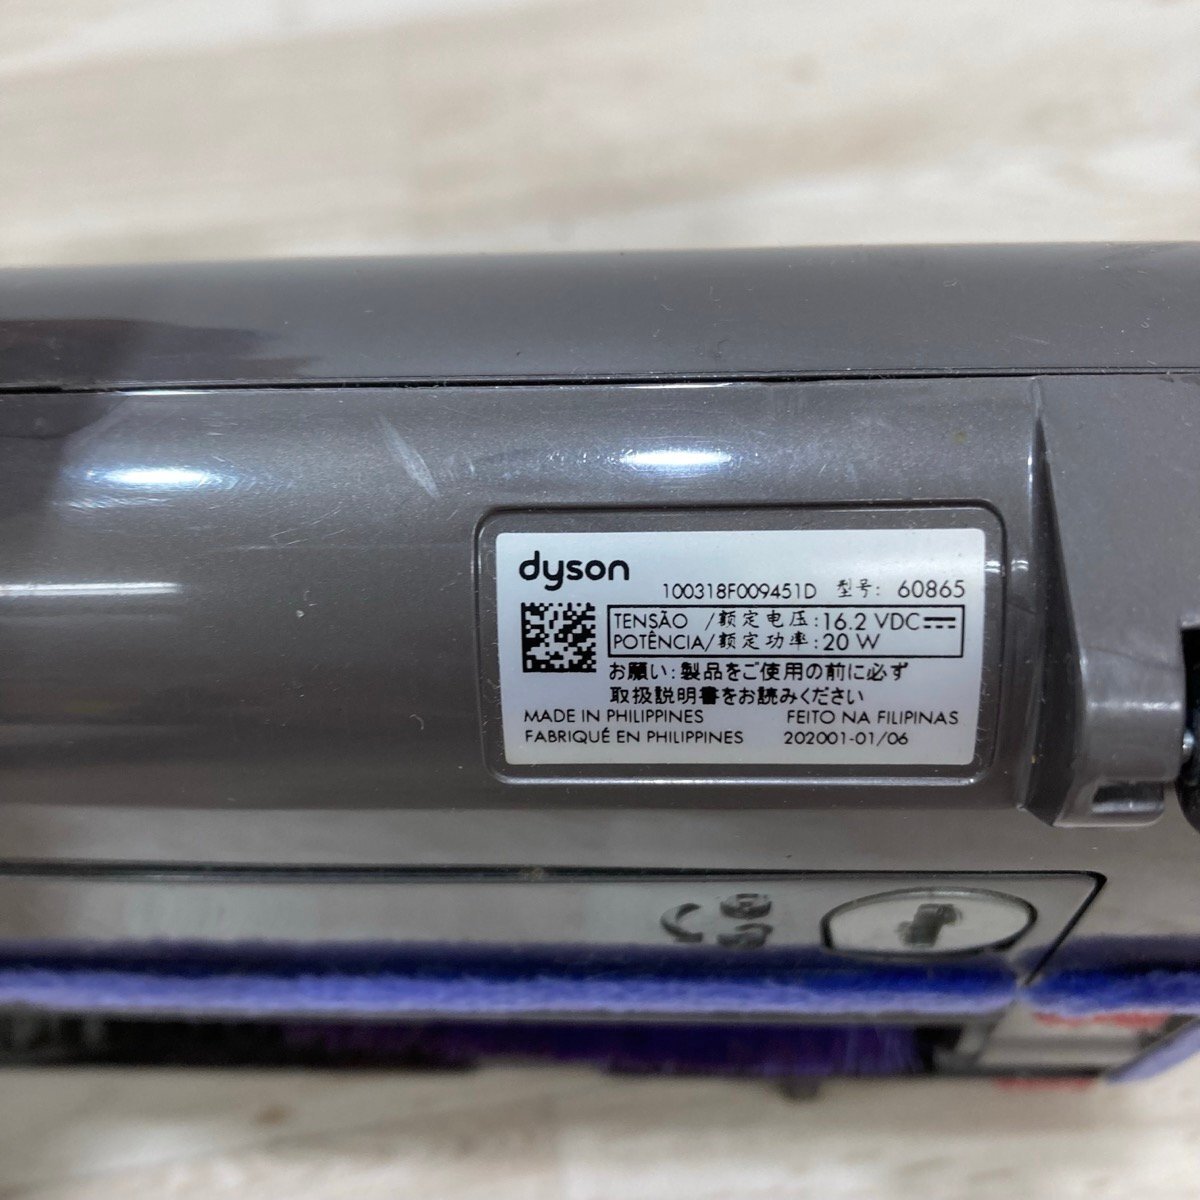 dyson
100318F009451D 型号: 60865
TENSÃO /额定电压:16.2 VDC⎓
POTÊNCIA/额定功率:20 W
お願い:製品をご使用の前に必ず
取扱説明書をお読みください
MADE IN PHILIPPINES FEITO NA FILIPINAS
FABRIQUÉ EN PHILIPPINES 202001-01/06